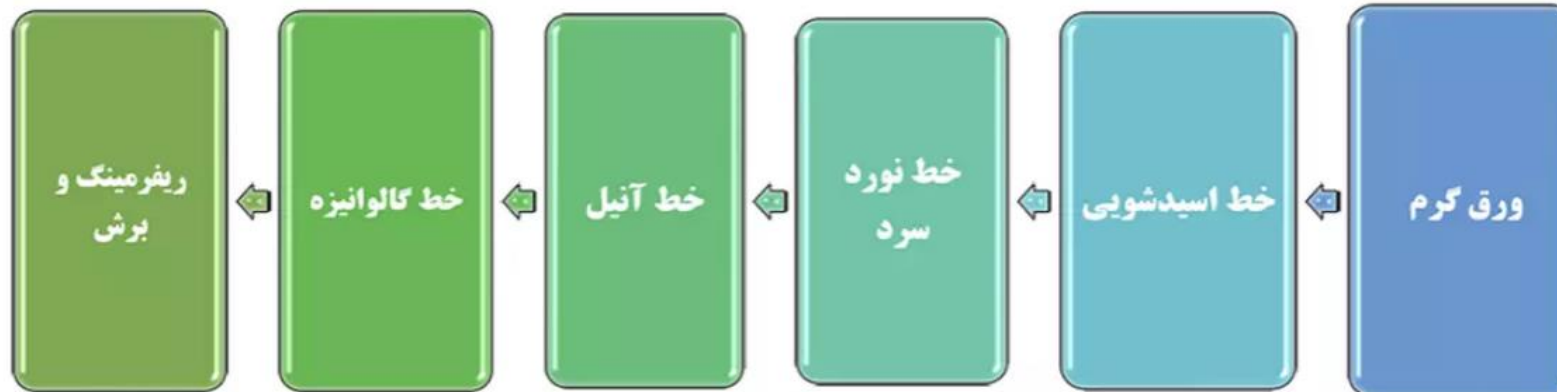 ورق گرم
خط اسیدشویی
خط نورد
سرد
خط آنیل
خط گالوانیزه
ریفرمینگ و
برش